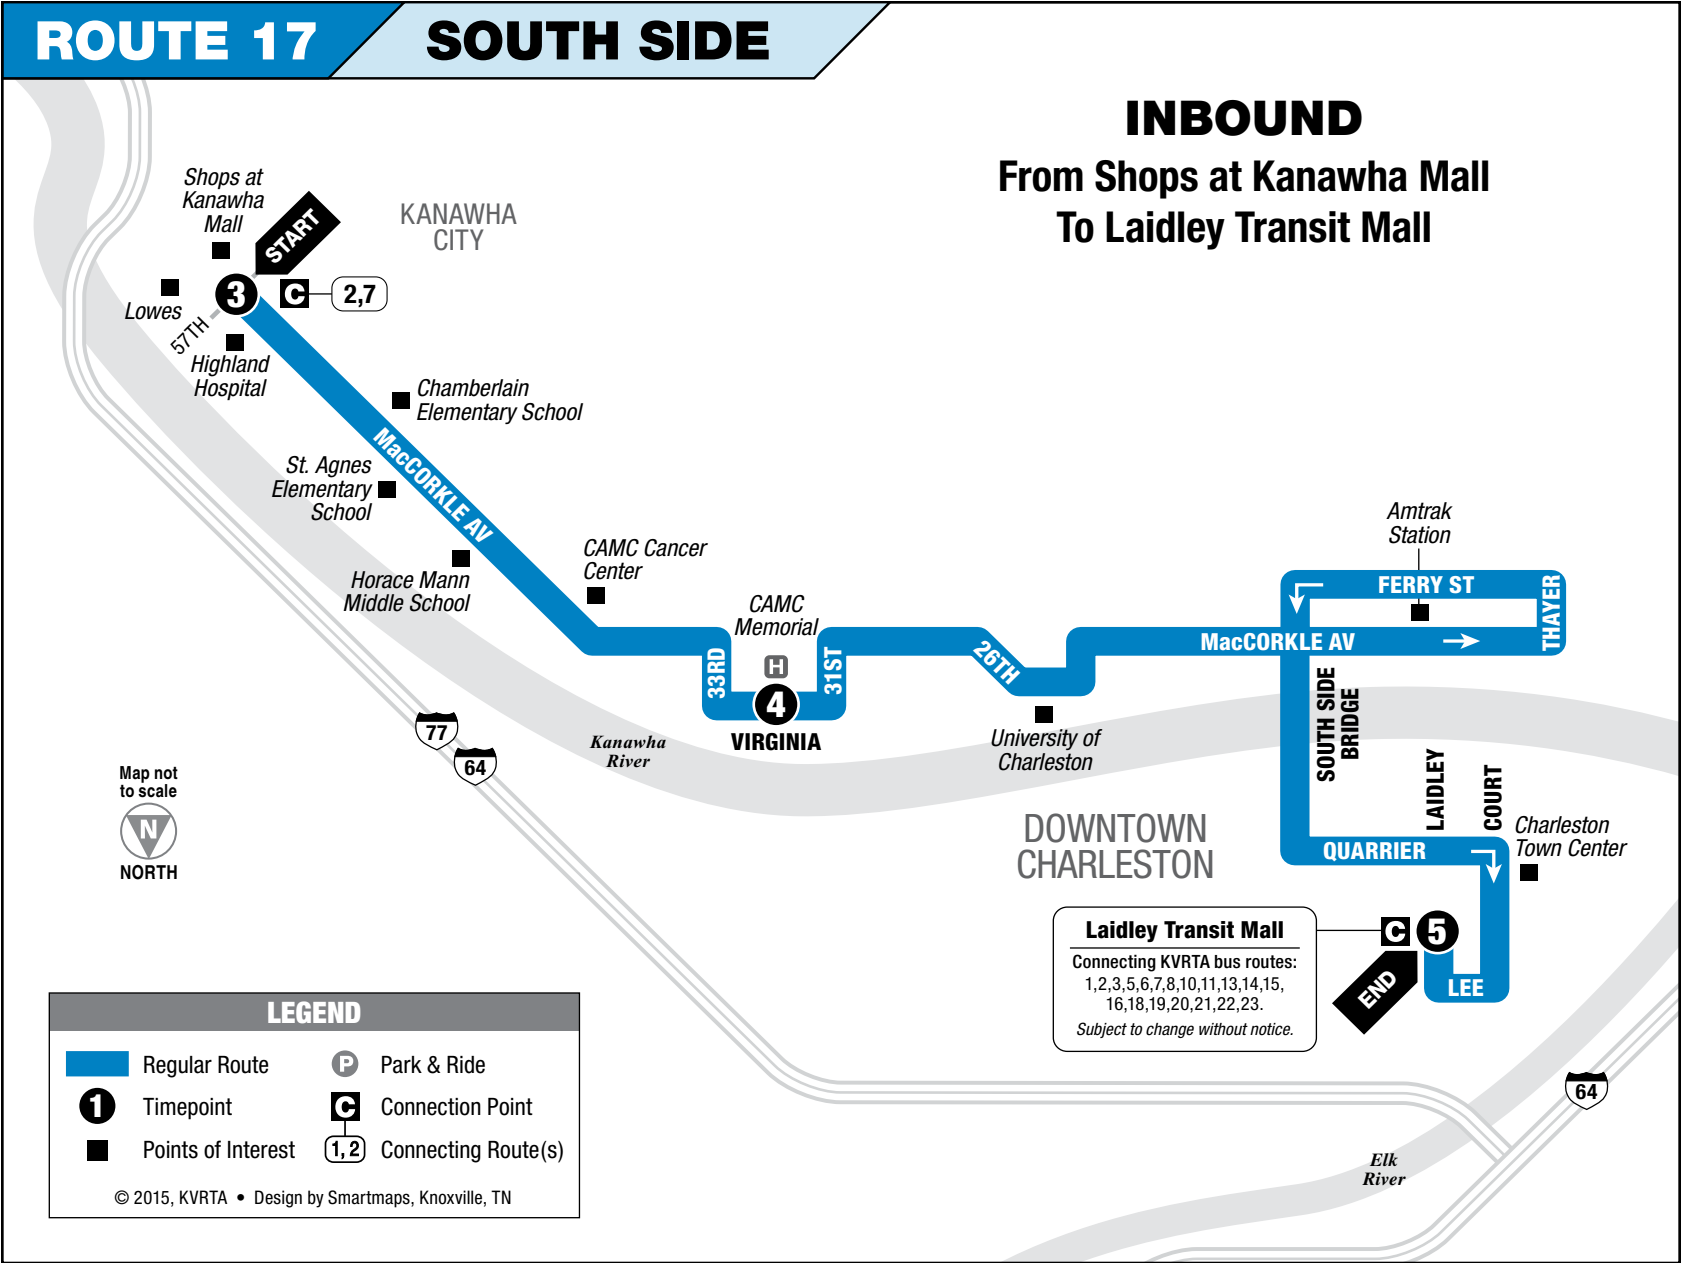 ROUTE 17
SOUTH SIDE
INBOUND
From Shops at Kanawha Mall
To Laidley Transit Mall
Shops at
Kanawha
Mall
START
KANAWHA
CITY
3
C
2,7
Lowes
57TH
Highland
Hospital
Chamberlain
Elementary School
MacCORKLE AV
St. Agnes
Elementary
School
Horace Mann
Middle School
CAMC Cancer
Center
CAMC
Memorial
H
33RD
4
31ST
VIRGINIA
26TH
University of
Charleston
Amtrak
Station
FERRY ST
THAYER
MacCORKLE AV
SOUTH SIDE
BRIDGE
Kanawha
River
77
64
Map not
to scale
N
NORTH
DOWNTOWN
CHARLESTON
LAIDLEY
COURT
QUARRIER
Charleston
Town Center
Laidley Transit Mall
Connecting KVRTA bus routes:
1,2,3,5,6,7,8,10,11,13,14,15,
16,18,19,20,21,22,23.
Subject to change without notice.
C
5
END
LEE
64
Elk
River
LEGEND
Regular Route
P
Park & Ride
1
Timepoint
C
Connection Point
Points of Interest
1,2
Connecting Route(s)
© 2015, KVRTA • Design by Smartmaps, Knoxville, TN